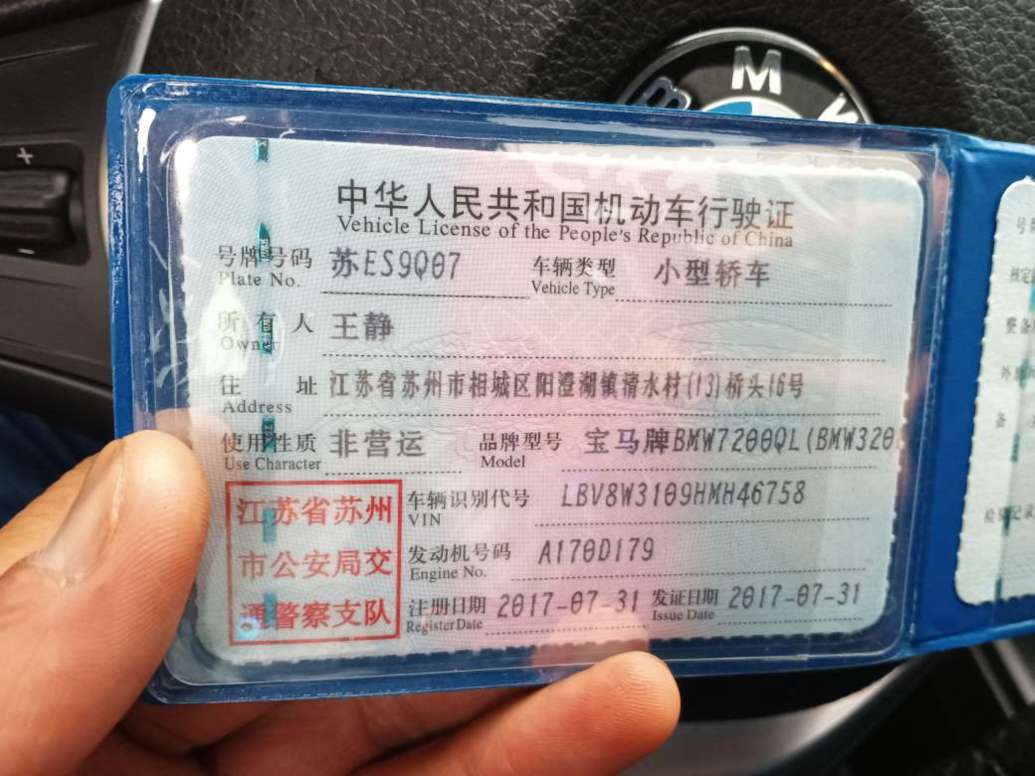 BMW
中华人民共和国机动车行驶证
Vehicle License of the People's Republic of China
号牌号码 苏ES9Q07 车辆类型 小型轿车
Plate No. Vehicle Type
所有人 王静
Owner
住址 江苏省苏州市相城区阳澄湖镇清水村(13)桥头16号
Address
使用性质 非营运 品牌型号 宝马牌BMW7200QL(BMW320
Use Character Model
江苏省苏州
市公安局交
通警察支队
车辆识别代号 LBV8W3109HMH46758
VIN
发动机号码 A170D179
Engine No.
注册日期 2017-07-31 发证日期 2017-07-31
Register Date Issue Date